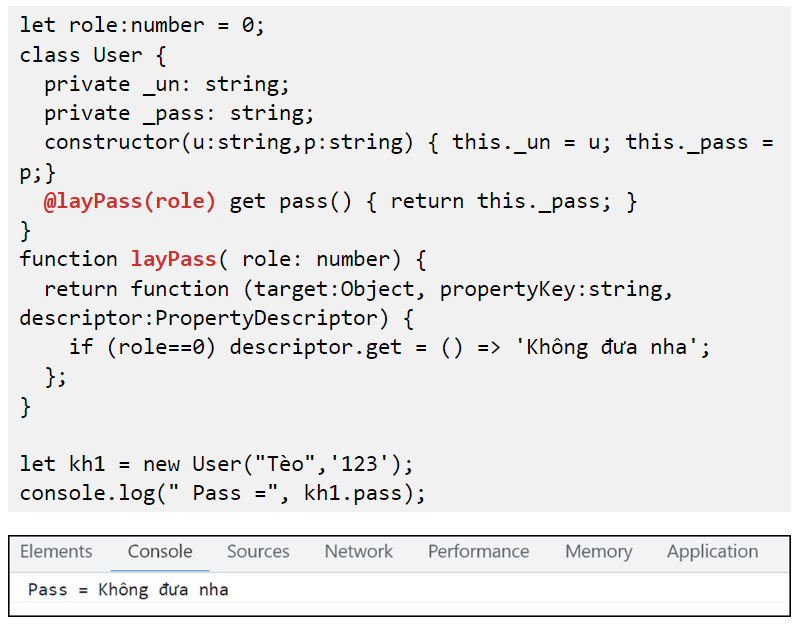 let role:number = 0;
class User {
  private _un: string;
  private _pass: string;
  constructor(u:string,p:string) { this._un = u; this._pass =
p;}
  @layPass(role) get pass() { return this._pass; }
}
function layPass( role: number) {
  return function (target:Object, propertyKey:string,
descriptor:PropertyDescriptor) {
    if (role==0) descriptor.get = () => 'Không đưa nha';
  };
}

let kh1 = new User("Tèo",'123');
console.log(" Pass =", kh1.pass);
Elements Console Sources Network Performance Memory Application
Pass = Không đưa nha